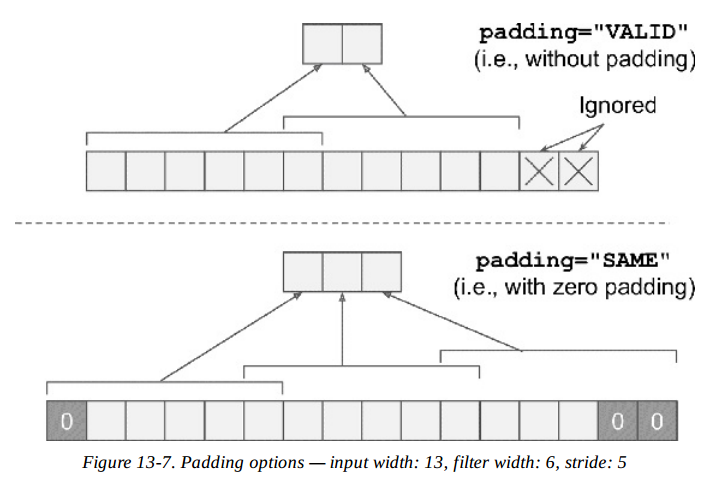 padding="VALID"
(i.e., without padding)
Ignored
padding="SAME"
(i.e., with zero padding)
0 0 0
Figure 13-7. Padding options — input width: 13, filter width: 6, stride: 5